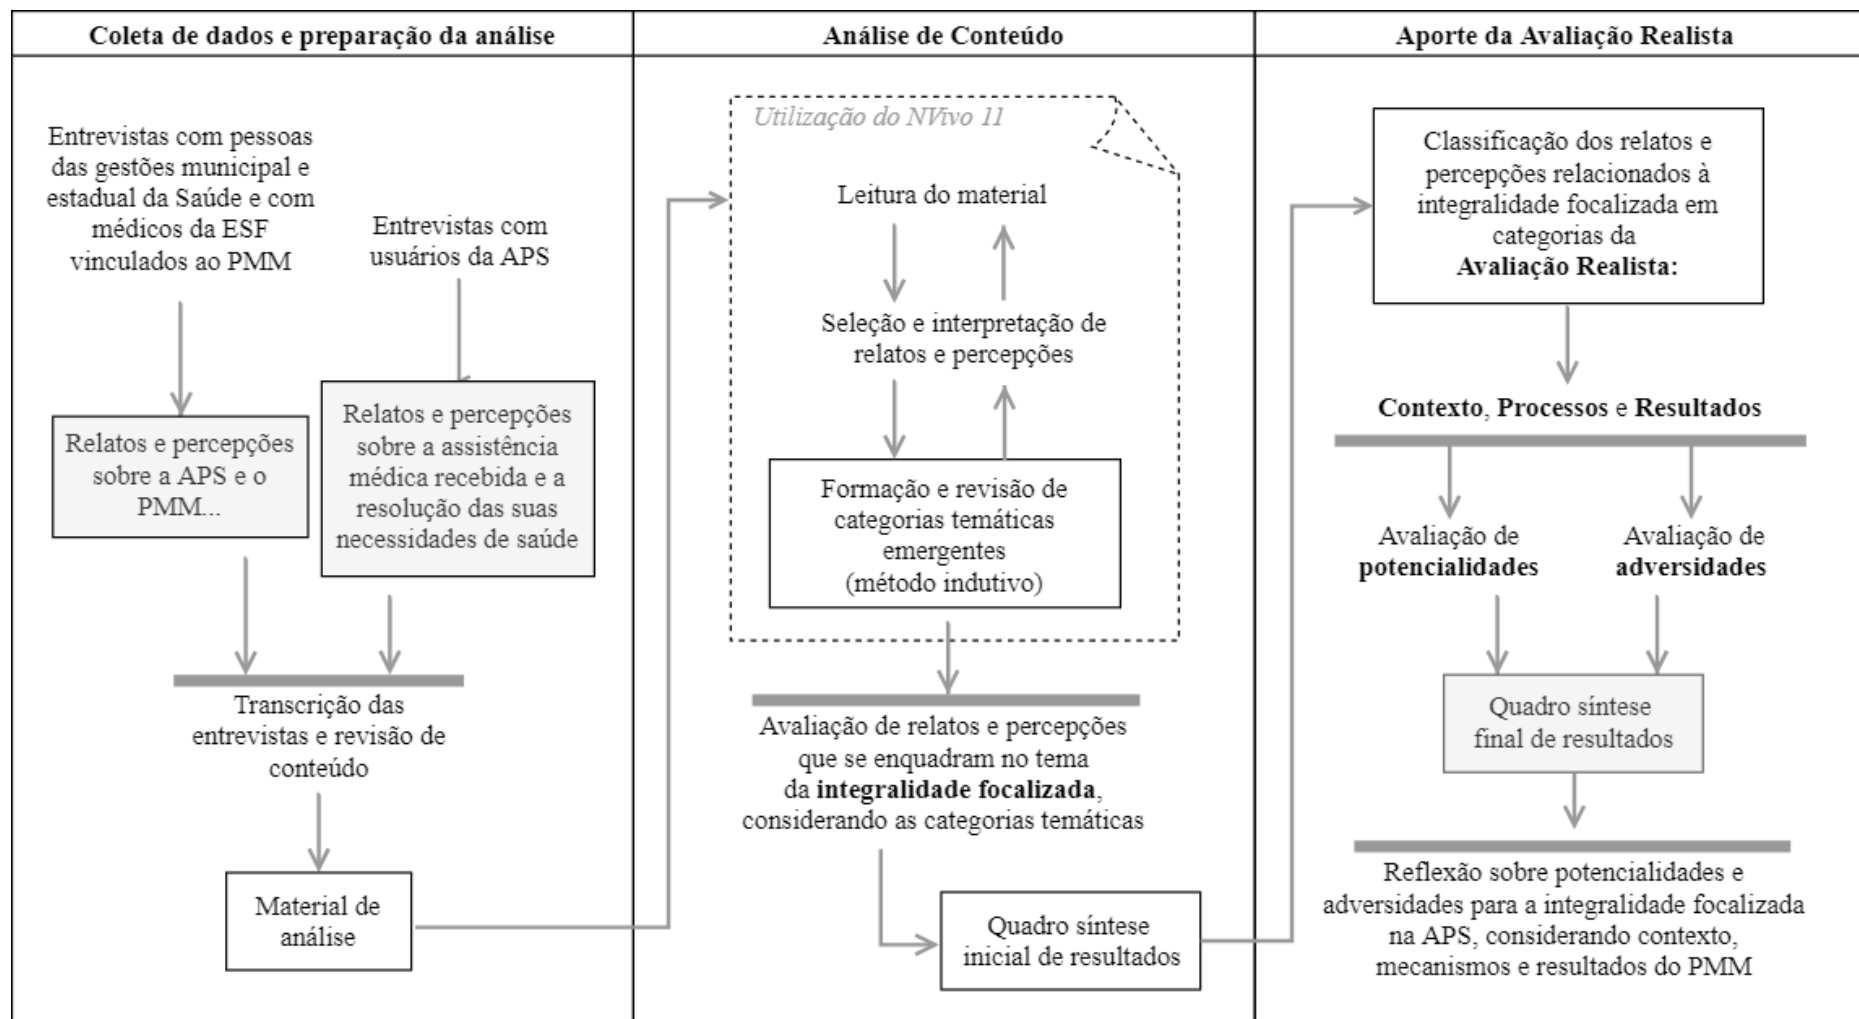 Coleta de dados e preparação da análise
Entrevistas com pessoas
das gestões municipal e
estadual da Saúde e com
médicos da ESF
vinculados ao PMM
Entrevistas com
usuários da APS
Relatos e percepções
sobre a APS e o
PMM...
Relatos e percepções
sobre a assistência
médica recebida e a
resolução das suas
necessidades de saúde
Transcrição das
entrevistas e revisão de
conteúdo
Material de
análise
Análise de Conteúdo
Utilização do NVivo 11
Leitura do material
Seleção e interpretação de
relatos e percepções
Formação e revisão de
categorias temáticas
emergentes
(método indutivo)
Avaliação de relatos e percepções
que se enquadram no tema
da integralidade focalizada,
considerando as categorias temáticas
Quadro síntese
inicial de resultados
Aporte da Avaliação Realista
Classificação dos relatos e
percepções relacionados à
integralidade focalizada em
categorias da
Avaliação Realista:
Contexto, Processos e Resultados
Avaliação de
potencialidades
Avaliação de
adversidades
Quadro síntese
final de resultados
Reflexão sobre potencialidades e
adversidades para a integralidade focalizada
na APS, considerando contexto,
mecanismos e resultados do PMM